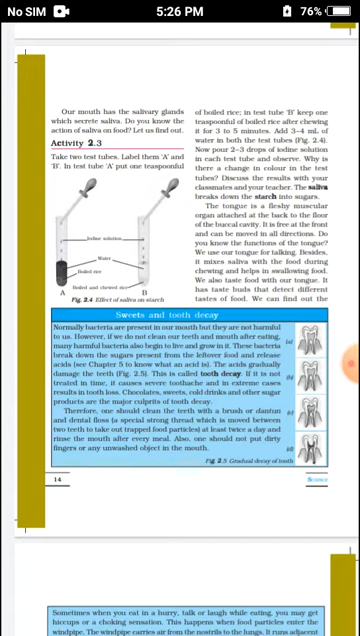 No SIM 5:26 PM 76%
Our mouth has the salivary glands
which secrete saliva. Do you know the
action of saliva on food? Let us find out.
Activity 2.3
Take two test tubes. Label them 'A' and
'B'. In test tube 'A' put one teaspoonful
Iodine solution
Water
Boiled rice
Boiled and chewed rice
A B
Fig. 2.4 Effect of saliva on starch
of boiled rice; in test tube 'B' keep one
teaspoonful of boiled rice after chewing
it for 3 to 5 minutes. Add 3–4 mL of
water in both the test tubes (Fig. 2.4).
Now pour 2–3 drops of iodine solution
in each test tube and observe. Why is
there a change in colour in the test
tubes? Discuss the results with your
classmates and your teacher. The saliva
breaks down the starch into sugars.
The tongue is a fleshy muscular
organ attached at the back to the floor
of the buccal cavity. It is free at the front
and can be moved in all directions. Do
you know the functions of the tongue?
We use our tongue for talking. Besides,
it mixes saliva with the food during
chewing and helps in swallowing food.
We also taste food with our tongue. It
has taste buds that detect different
tastes of food. We can find out the
Sweets and tooth decay
Normally bacteria are present in our mouth but they are not harmful
to us. However, if we do not clean our teeth and mouth after eating,
many harmful bacteria also begin to live and grow in it. These bacteria
break down the sugars present from the leftover food and release
acids (see Chapter 5 to know what an acid is). The acids gradually
damage the teeth (Fig. 2.5). This is called tooth decay. If it is not
treated in time, it causes severe toothache and in extreme cases
results in tooth loss. Chocolates, sweets, cold drinks and other sugar
products are the major culprits of tooth decay.
Therefore, one should clean the teeth with a brush or dantun
and dental floss (a special strong thread which is moved between
two teeth to take out trapped food particles) at least twice a day and
rinse the mouth after every meal. Also, one should not put dirty
fingers or any unwashed object in the mouth.
(a)
(b)
(c)
(d)
Fig. 2.5 Gradual decay of tooth
14 SCIENCE
Sometimes when you eat in a hurry, talk or laugh while eating, you may get
hiccups or a choking sensation. This happens when food particles enter the
windpipe. The windpipe carries air from the nostrils to the lungs. It runs adjacent